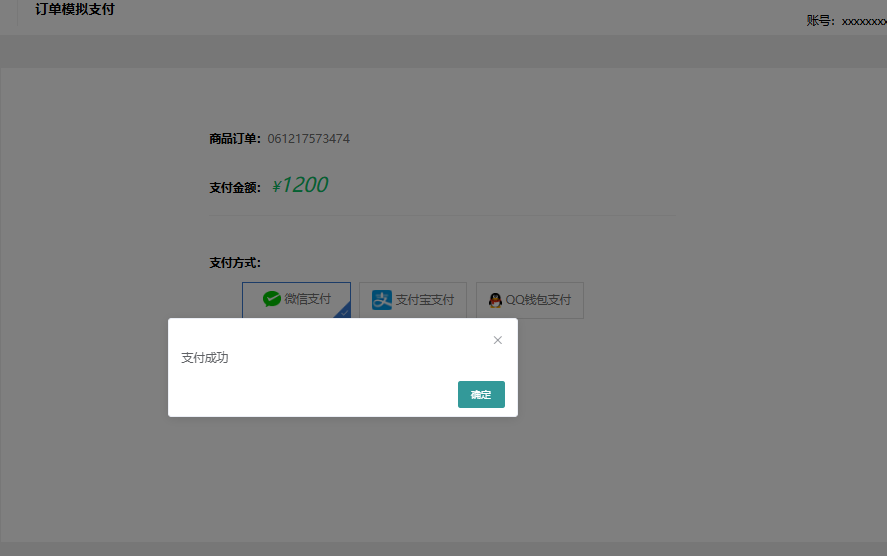 订单模拟支付
账号：xxxxxxxx
商品订单：061217573474
支付金额：¥1200
支付方式：
微信支付 支付宝支付 QQ钱包支付
支付成功
确定